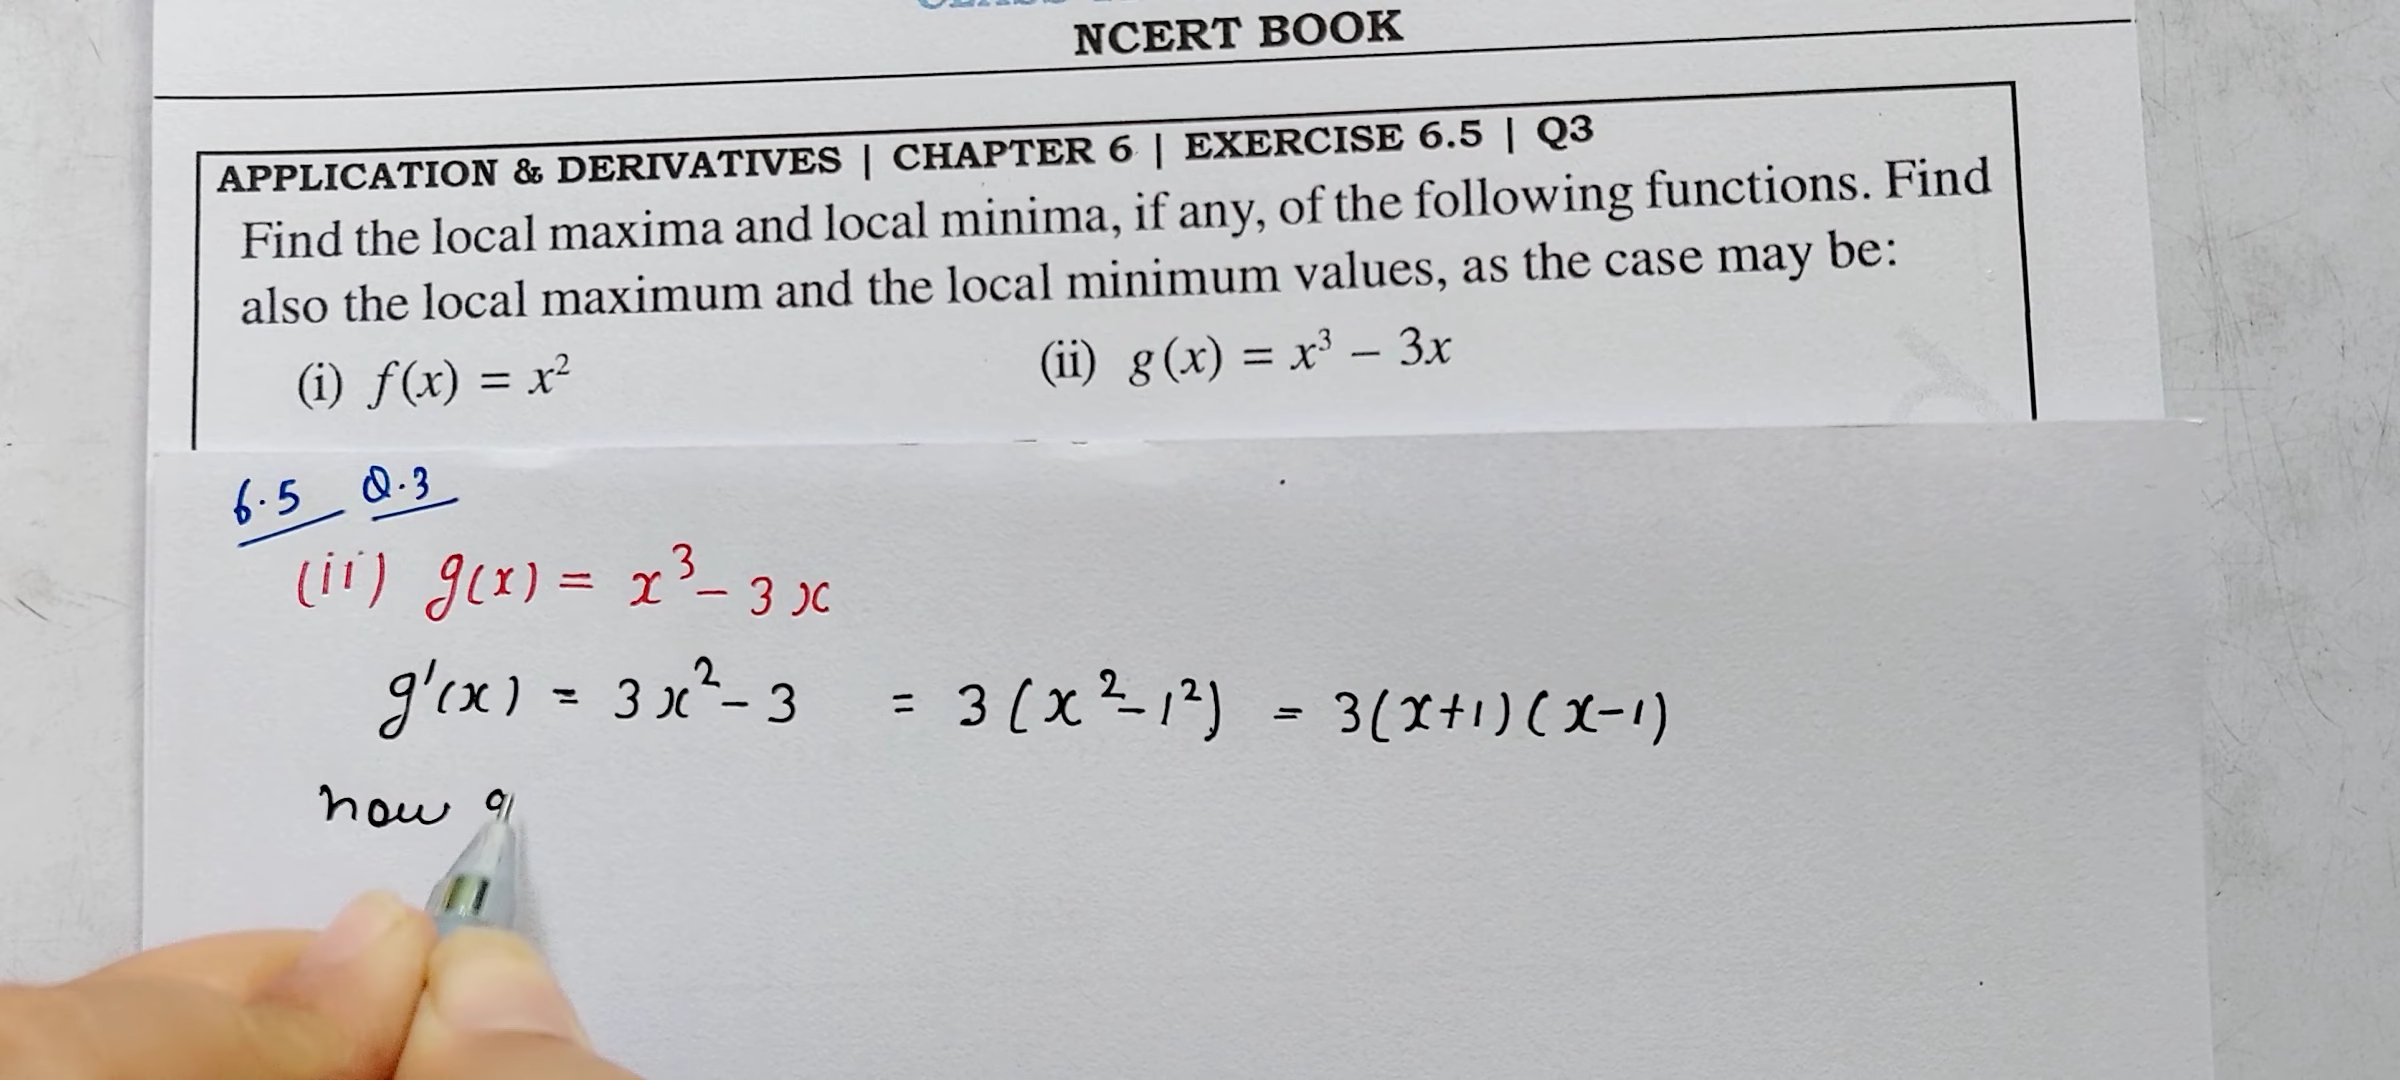 NCERT BOOK
APPLICATION & DERIVATIVES | CHAPTER 6 | EXERCISE 6.5 | Q3
Find the local maxima and local minima, if any, of the following functions. Find
also the local maximum and the local minimum values, as the case may be:
(i) f(x) = x² (ii) g(x) = x³ – 3x
6.5 Q.3
(ii) g(x) = x³ – 3x
g'(x) = 3x² – 3 = 3(x² – 1²) = 3(x+1)(x–1)
now g